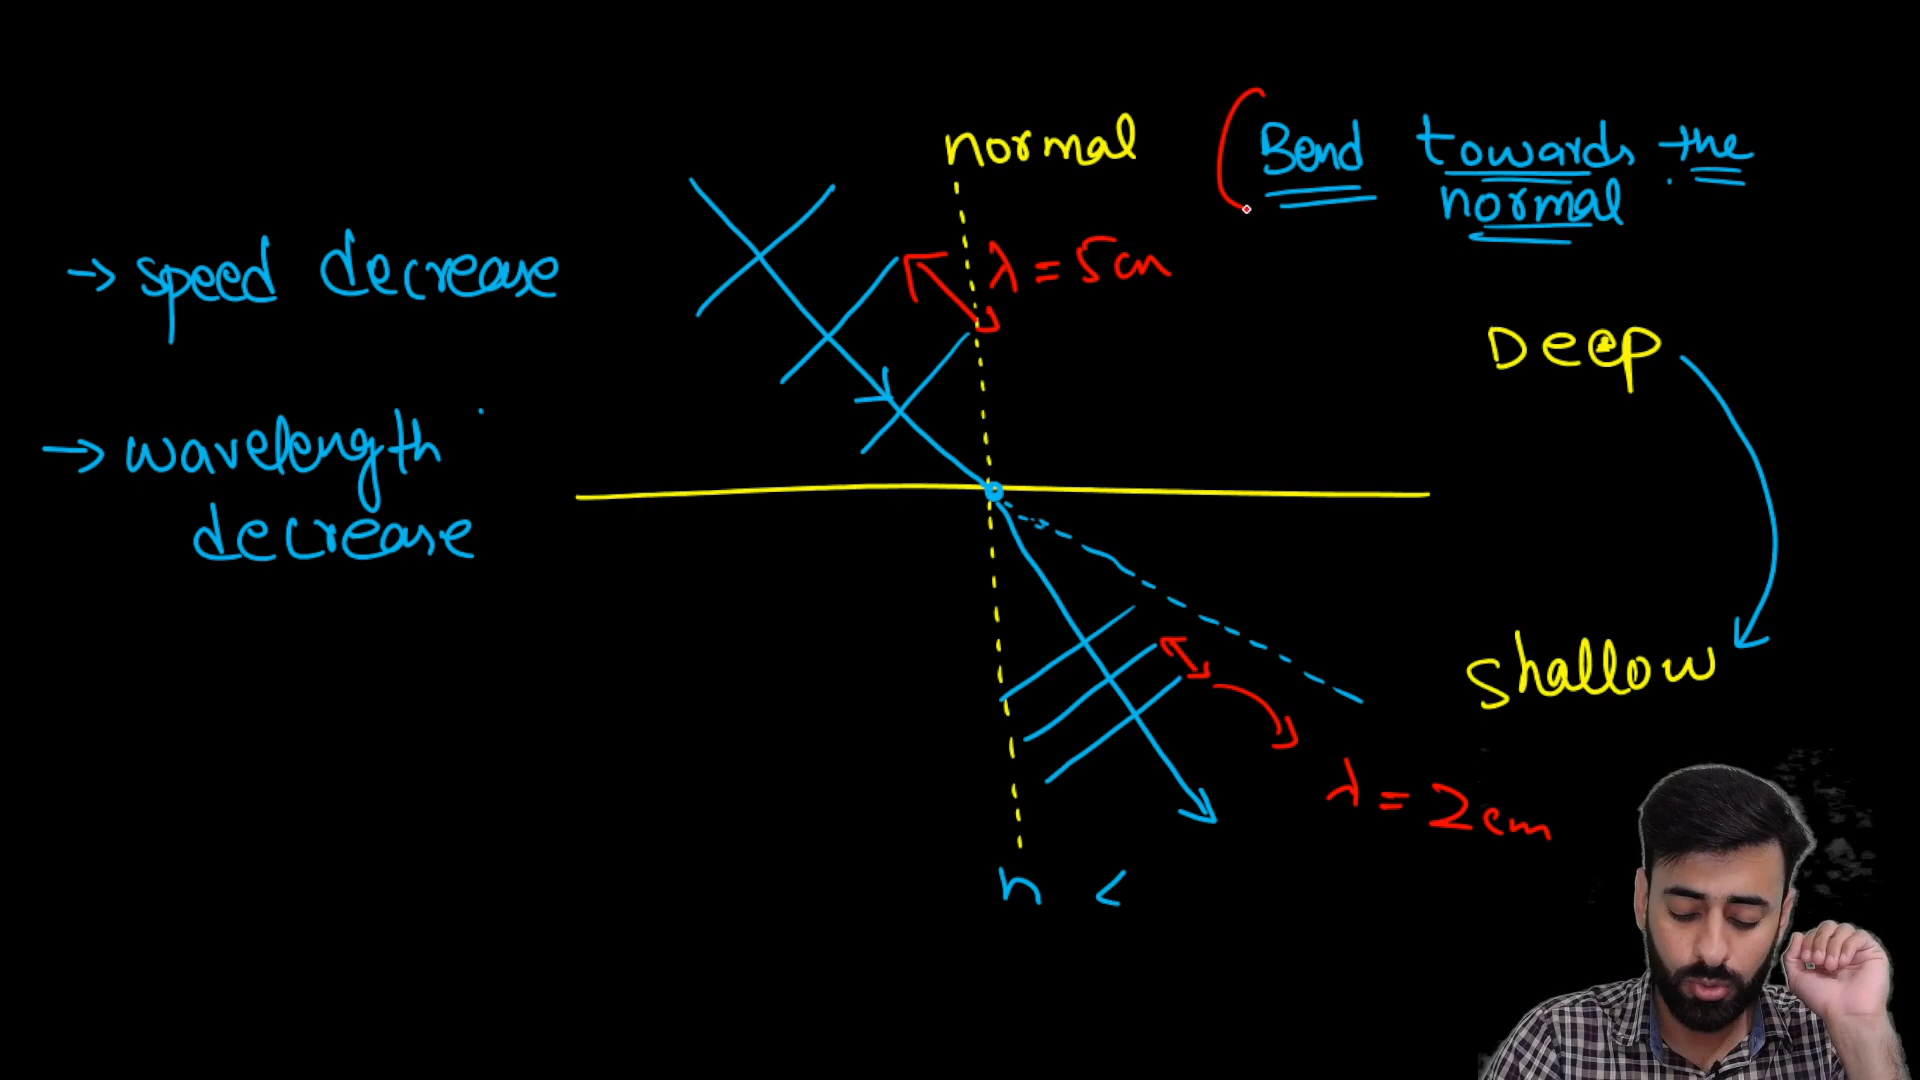 normal
Bend towards the
normal
→ speed decrease
λ = 5cm
Deep
→ wavelength
decrease
shallow
λ = 2cm
n <